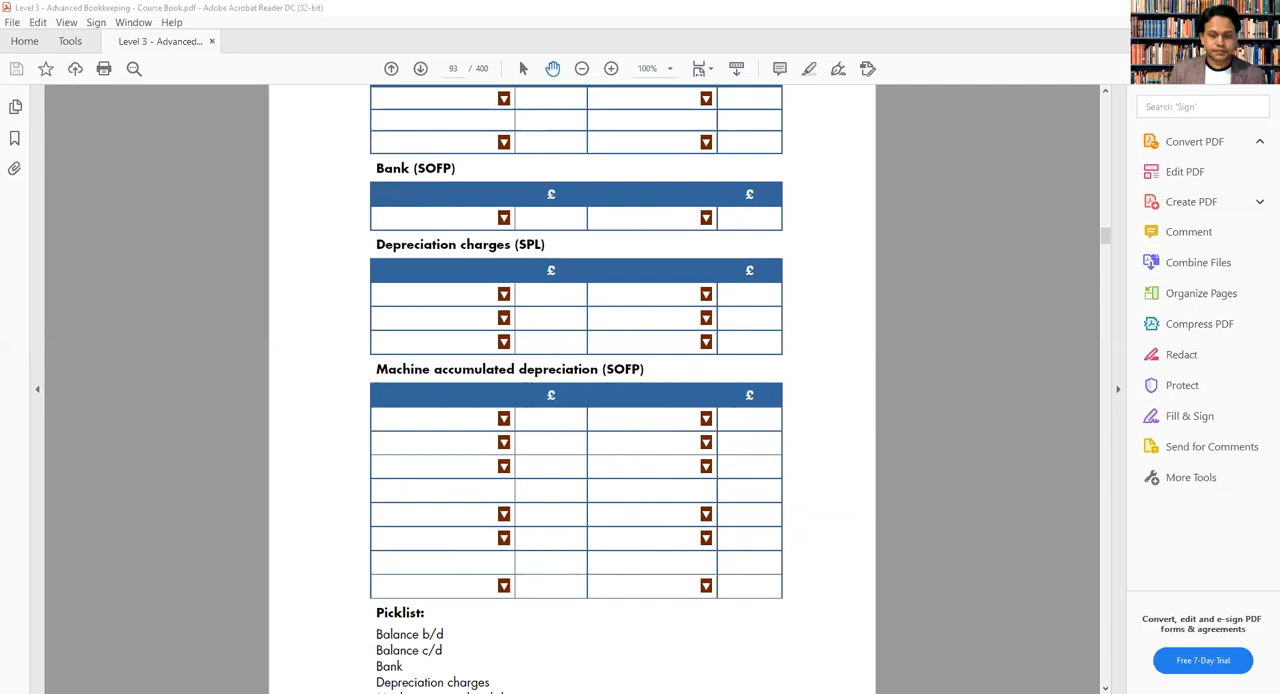 Level 3 - Advanced Bookkeeping - Course Book.pdf - Adobe Acrobat Reader DC (32-bit)
File Edit View Sign Window Help
Home Tools Level 3 - Advanced... ×
93 / 400 100%
Bank (SOFP)
£ £
Depreciation charges (SPL)
£ £
Machine accumulated depreciation (SOFP)
£ £
Picklist:
Balance b/d
Balance c/d
Bank
Depreciation charges
Search 'Sign'
Convert PDF
Edit PDF
Create PDF
Comment
Combine Files
Organize Pages
Compress PDF
Redact
Protect
Fill & Sign
Send for Comments
More Tools
Convert, edit and e-sign PDF
forms & agreements
Free 7-Day Trial